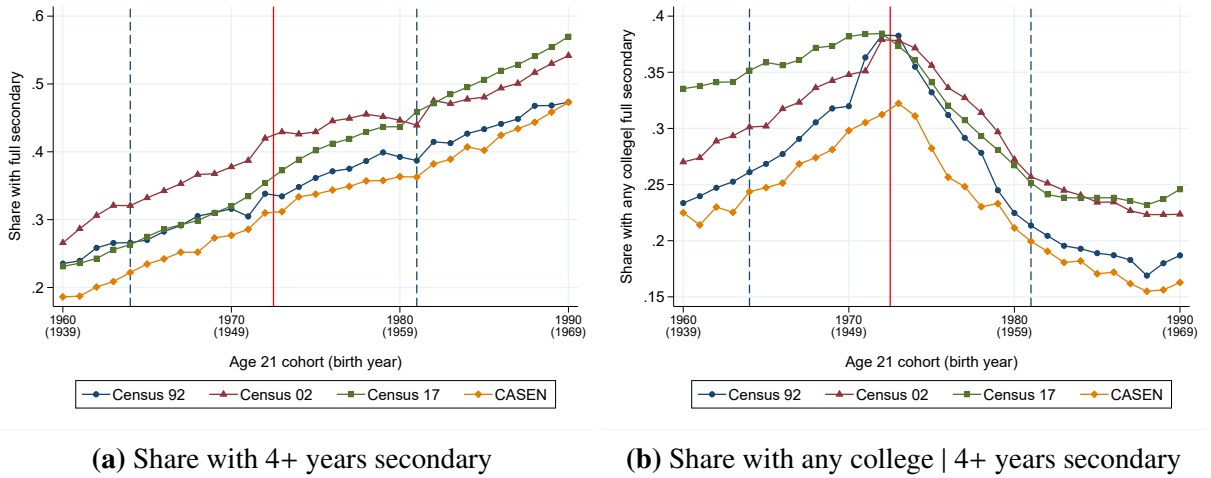 Share with full secondary
.6
.5
.4
.3
.2
1960 1970 1980 1990
(1939) (1949) (1959) (1969)
Age 21 cohort (birth year)
Census 92 Census 02 Census 17 CASEN
(a) Share with 4+ years secondary
Share with any college| full secondary
.4
.35
.3
.25
.2
.15
1960 1970 1980 1990
(1939) (1949) (1959) (1969)
Age 21 cohort (birth year)
Census 92 Census 02 Census 17 CASEN
(b) Share with any college | 4+ years secondary